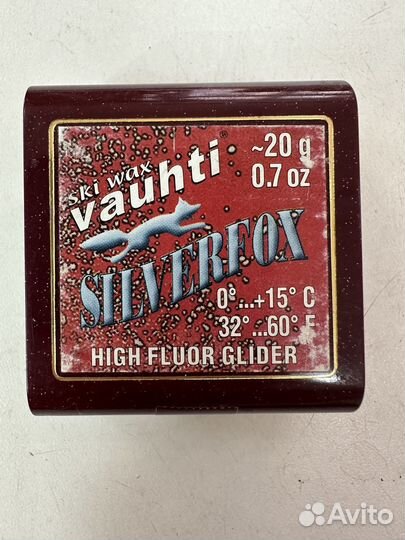 ski wax
vauhti®
~20 g
0.7 oz
SILVERFOX
0°...+15° C
32°....60° F
HIGH FLUOR GLIDER
Avito